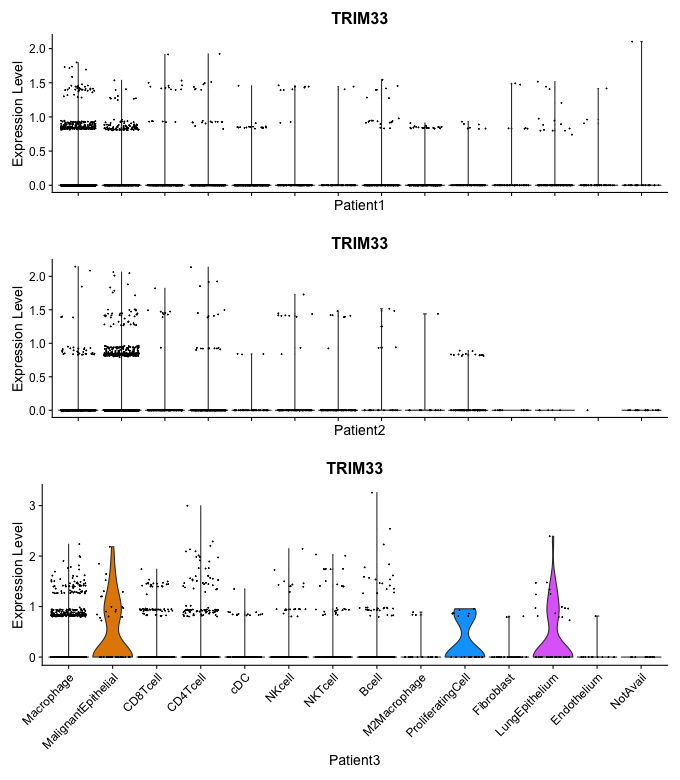 TRIM33
Expression Level
2.0
1.5
1.0
0.5
0.0
Patient1
TRIM33
Expression Level
2.0
1.5
1.0
0.5
0.0
Patient2
TRIM33
Expression Level
3
2
1
0
Macrophage
MalignantEpithelial
CD8Tcell
CD4Tcell
cDC
NKcell
NKTcell
Bcell
M2Macrophage
ProliferatingCell
Fibroblast
LungEpithelium
Endothelium
NotAvail
Patient3